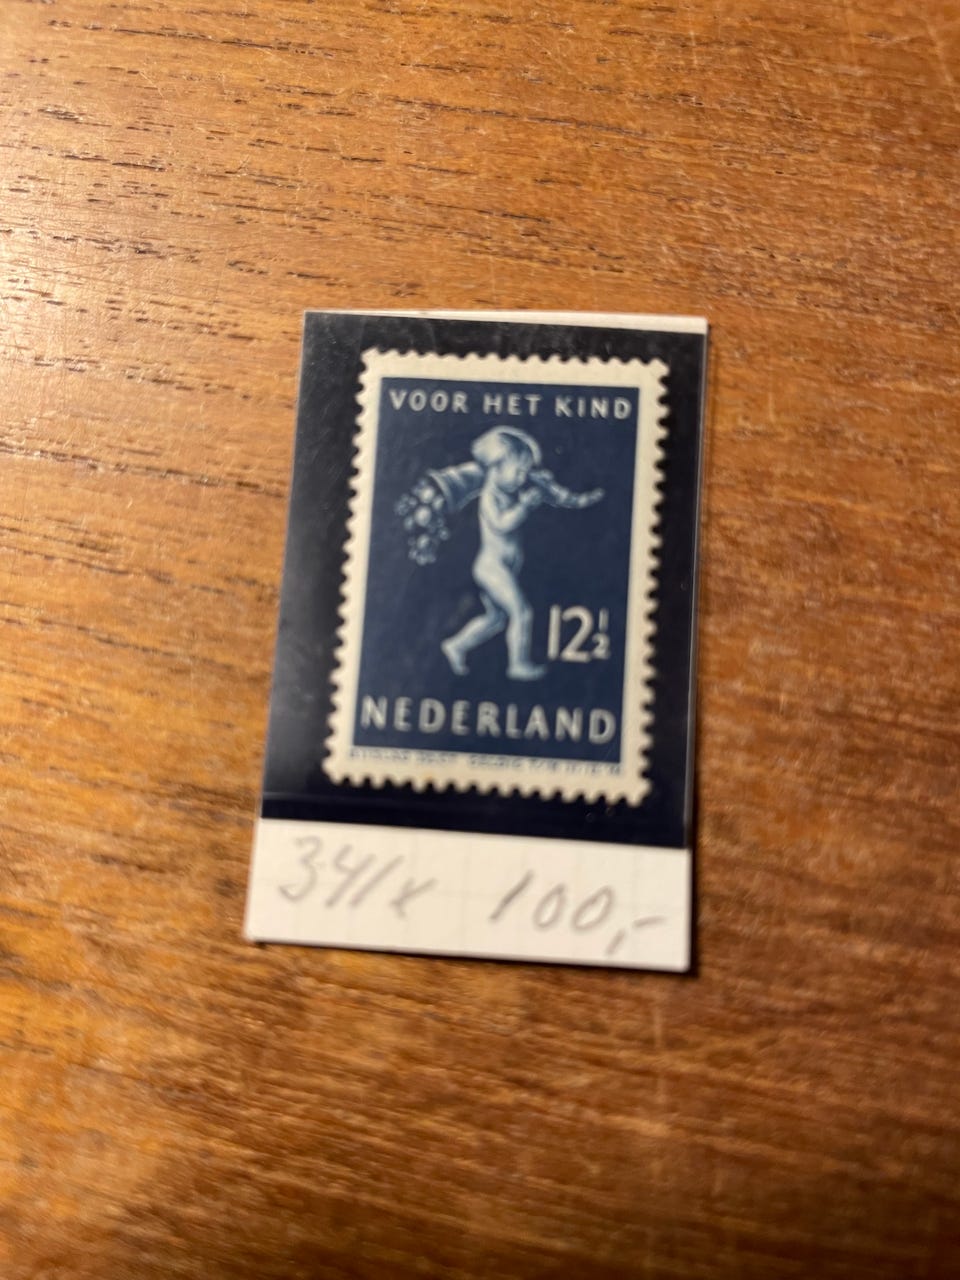 VOOR HET KIND
12½
NEDERLAND
341x 100,-